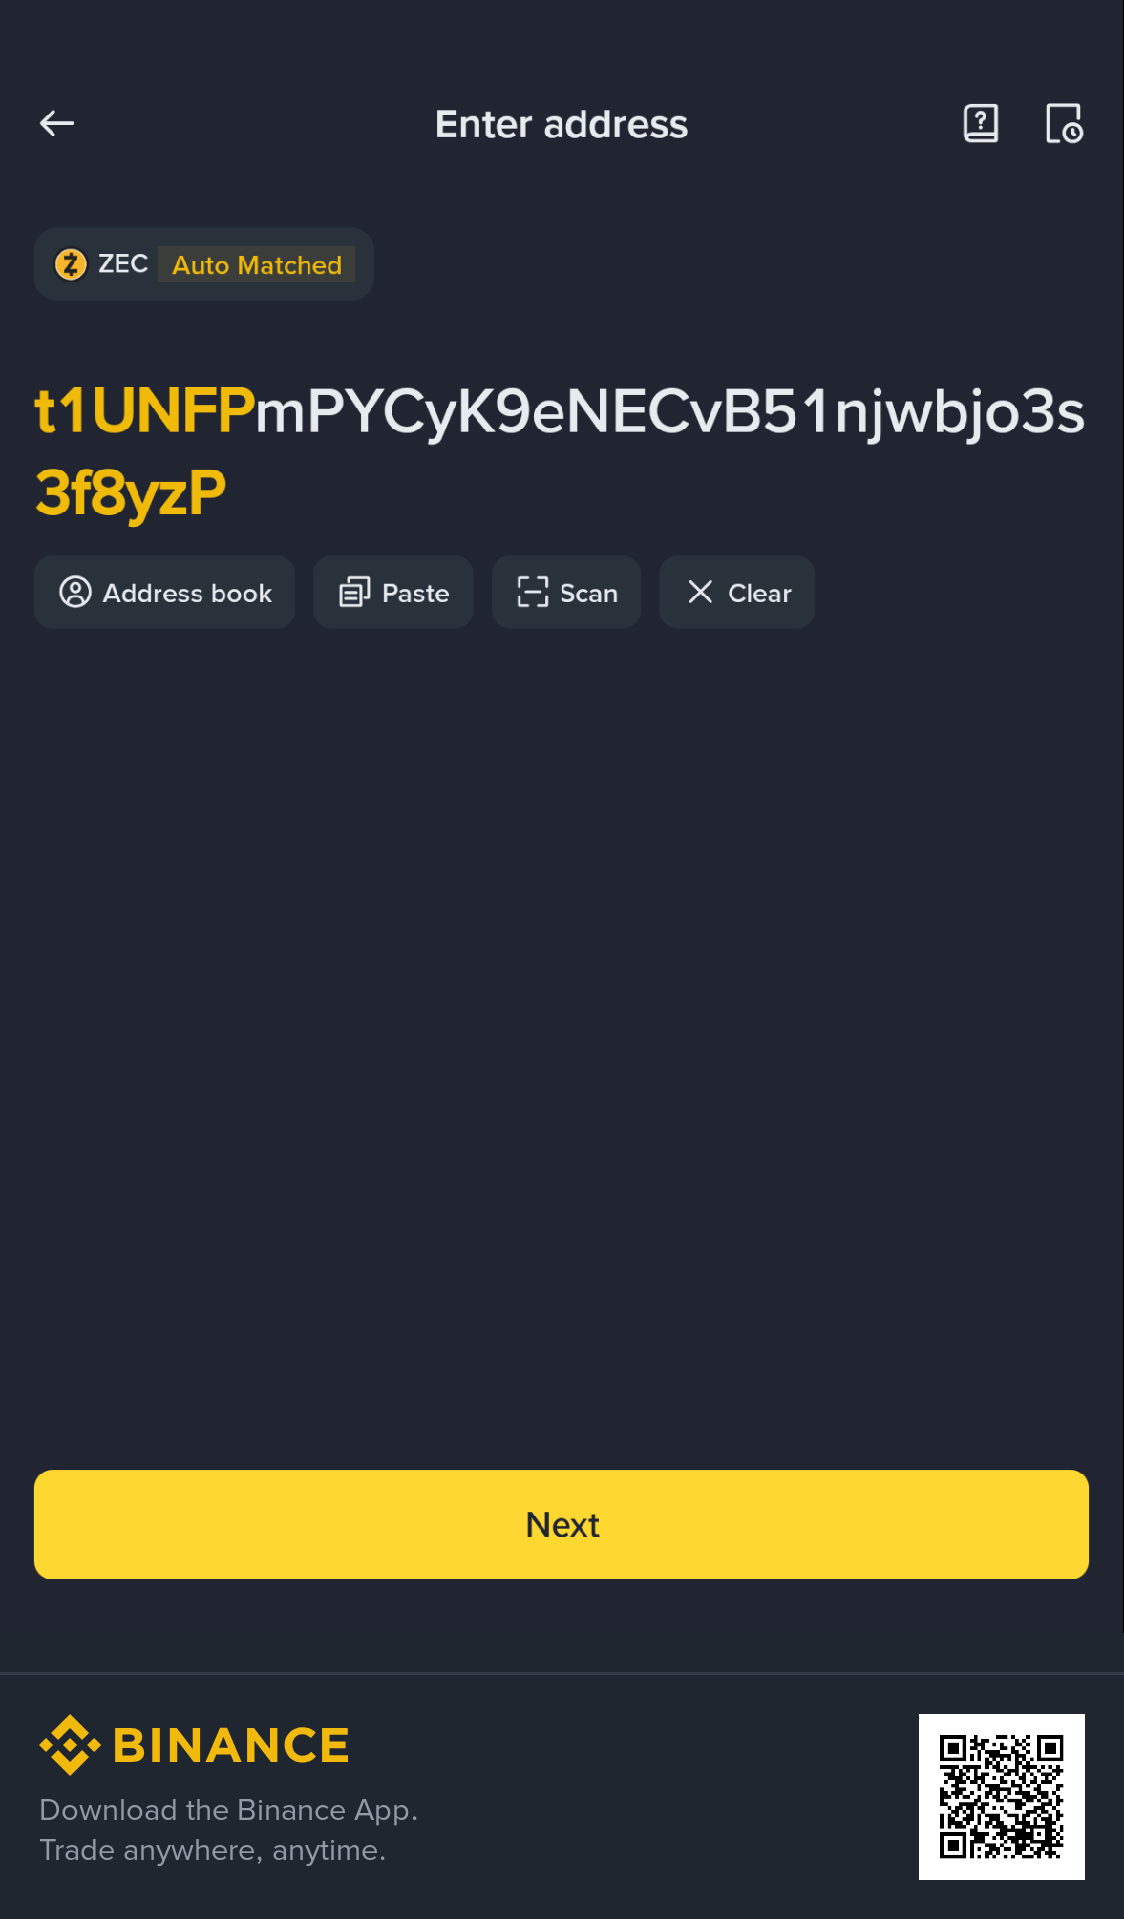 Enter address
ZEC Auto Matched
t1UNFPmPYCyK9eNECvB51njwbjo3s
3f8yzP
Address book Paste Scan Clear
Next
BINANCE
Download the Binance App.
Trade anywhere, anytime.